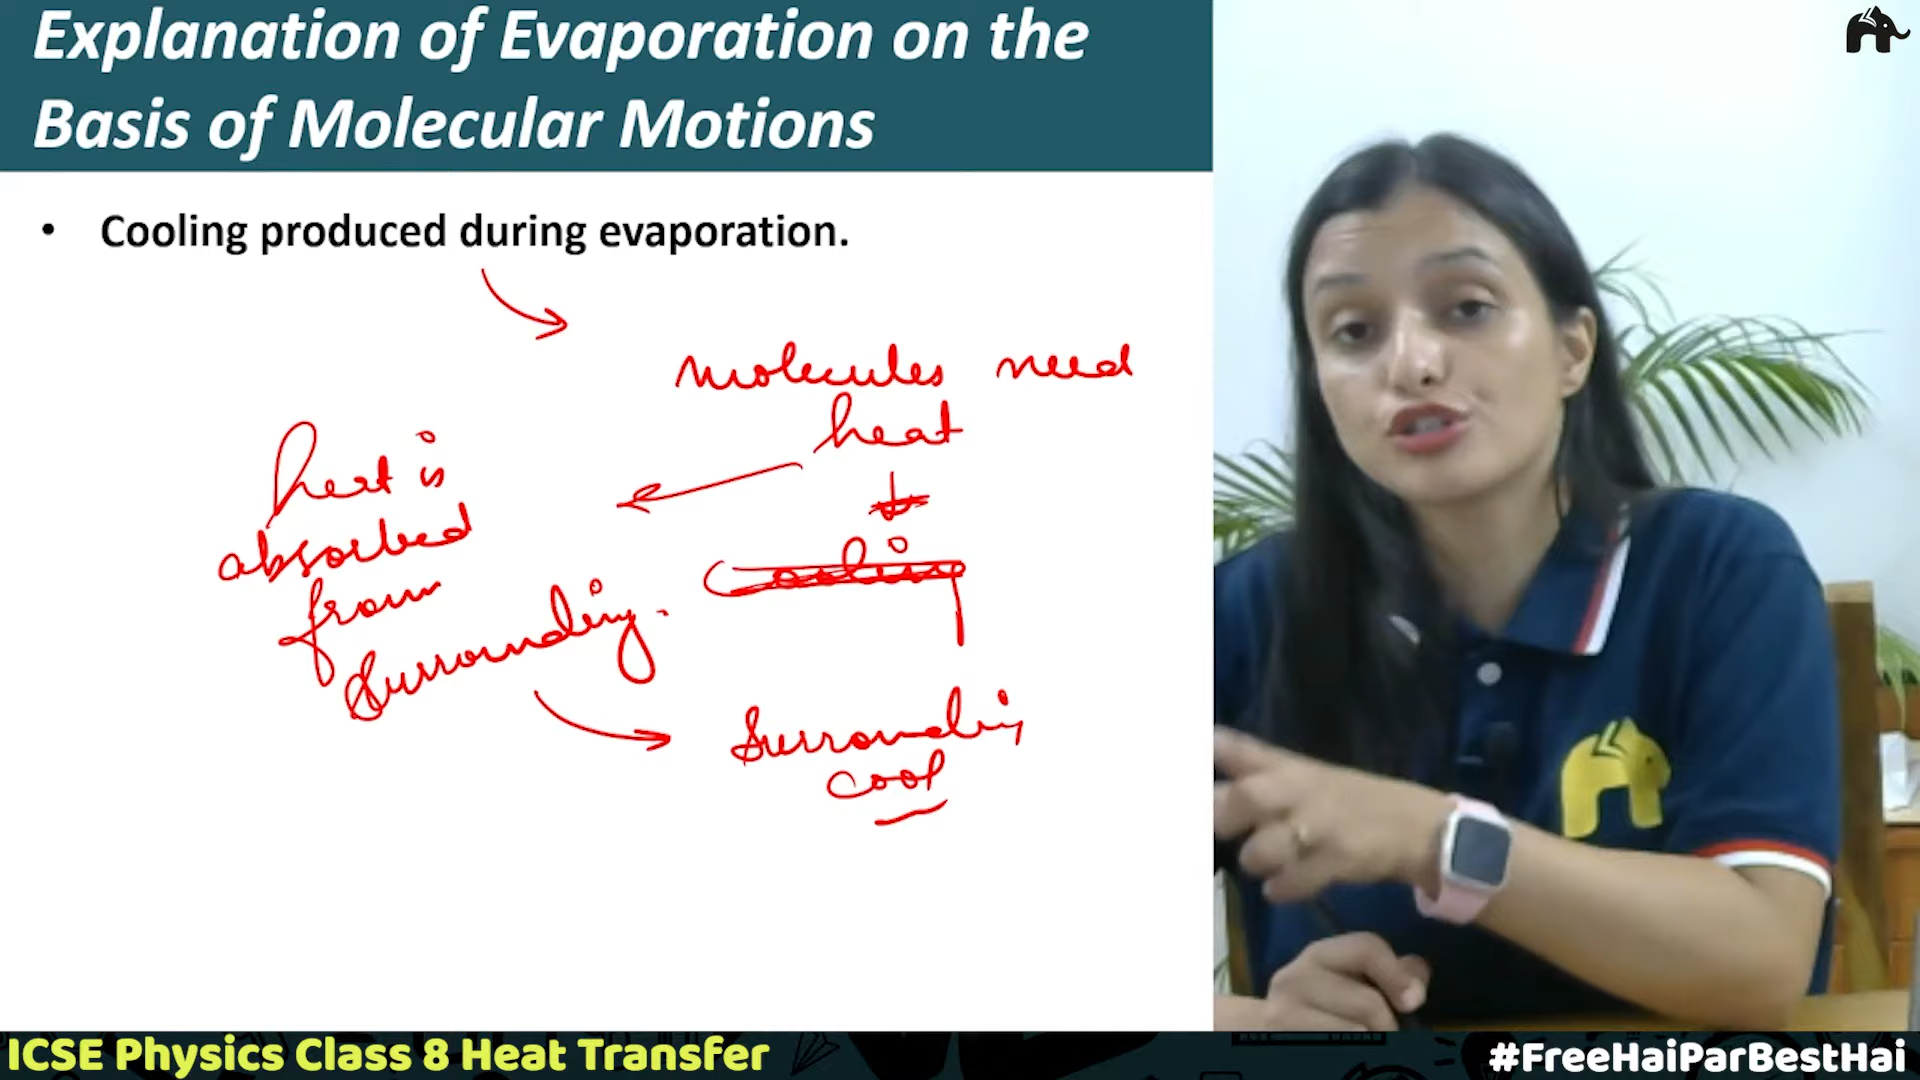 Explanation of Evaporation on the
Basis of Molecular Motions
• Cooling produced during evaporation.
molecules need
heat
heat is
absorbed
from
surrounding.
Cooling
surrounding
cool
ICSE Physics Class 8 Heat Transfer
#FreeHaiParBestHai